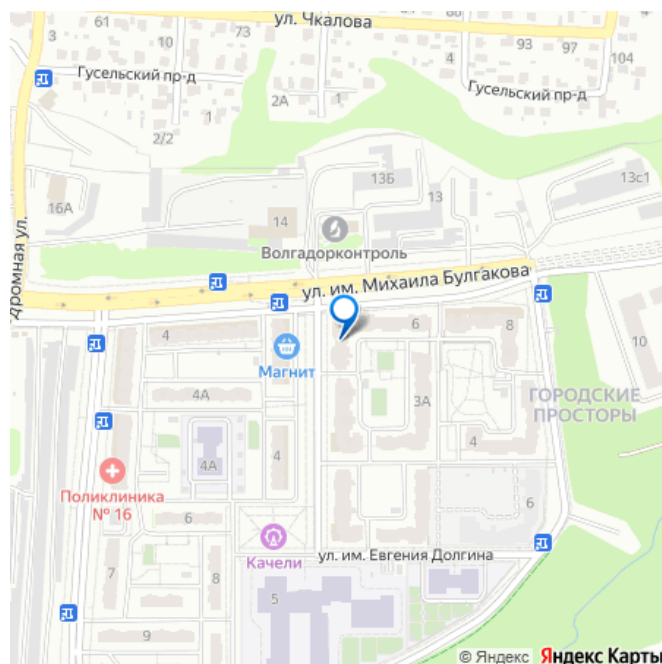 ул. Чкалова
3
61
10
73
4
93
97
104
Гусельский пр-д
2А
1
Гусельский пр-д
1
2/2
13Б
13с1
16А
13
14
Волгадорконтроль
дромная ул.
ул. им. Михаила Булгакова
4
6
8
10
Магнит
4А
3А
ГОРОДСКИЕ
ПРОСТОРЫ
4А
4
4
Поликлиника
№ 16
6
6
Качели
ул. им. Евгения Долгина
7
8
5
9
© Яндекс Яндекс Карты